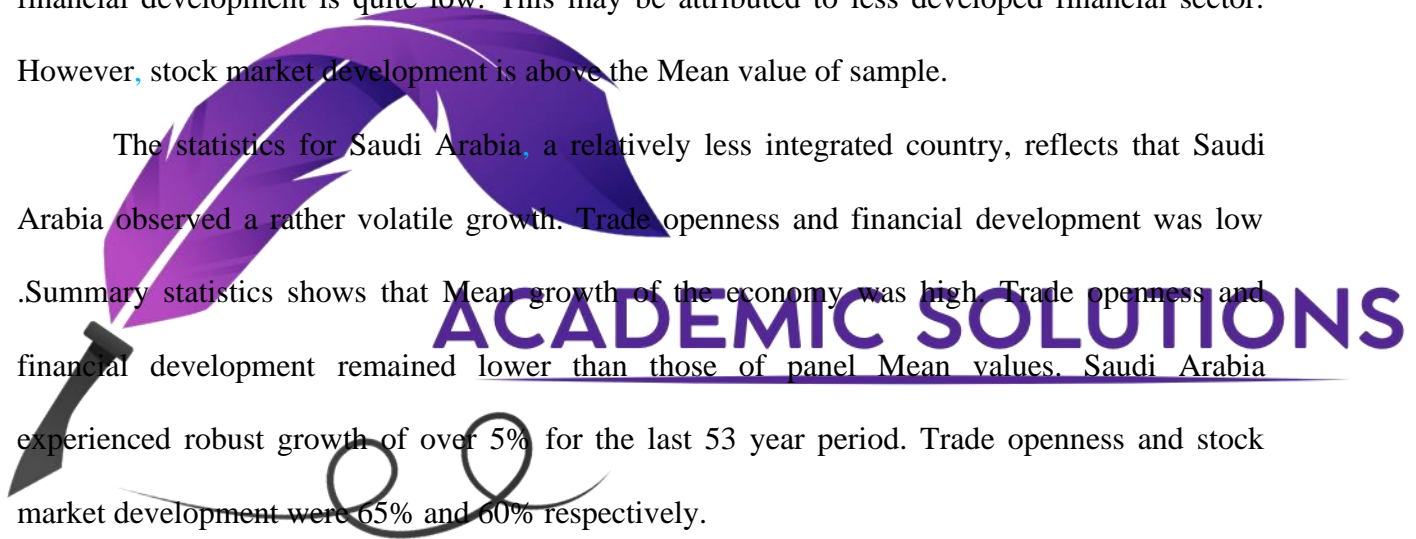 financial development is quite low. This may be attributed to less developed financial sector.
However, stock market development is above the Mean value of sample.
The statistics for Saudi Arabia, a relatively less integrated country, reflects that Saudi
Arabia observed a rather volatile growth. Trade openness and financial development was low
.Summary statistics shows that Mean growth of the economy was high. Trade openness and
ACADEMIC SOLUTIONS
financial development remained lower than those of panel Mean values. Saudi Arabia
experienced robust growth of over 5% for the last 53 year period. Trade openness and stock
market development were 65% and 60% respectively.